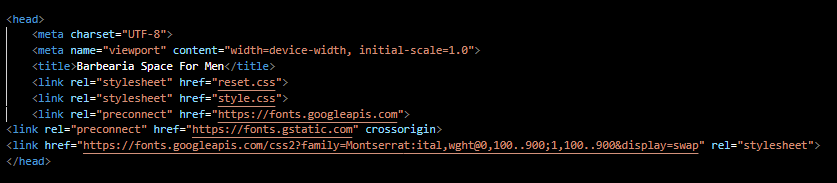 <head>
    <meta charset="UTF-8">
    <meta name="viewport" content="width=device-width, initial-scale=1.0">
    <title>Barbearia Space For Men</title>
    <link rel="stylesheet" href="reset.css">
    <link rel="stylesheet" href="style.css">
    <link rel="preconnect" href="https://fonts.googleapis.com">
<link rel="preconnect" href="https://fonts.gstatic.com" crossorigin>
<link href="https://fonts.googleapis.com/css2?family=Montserrat:ital,wght@0,100..900;1,100..900&display=swap" rel="stylesheet">
</head>